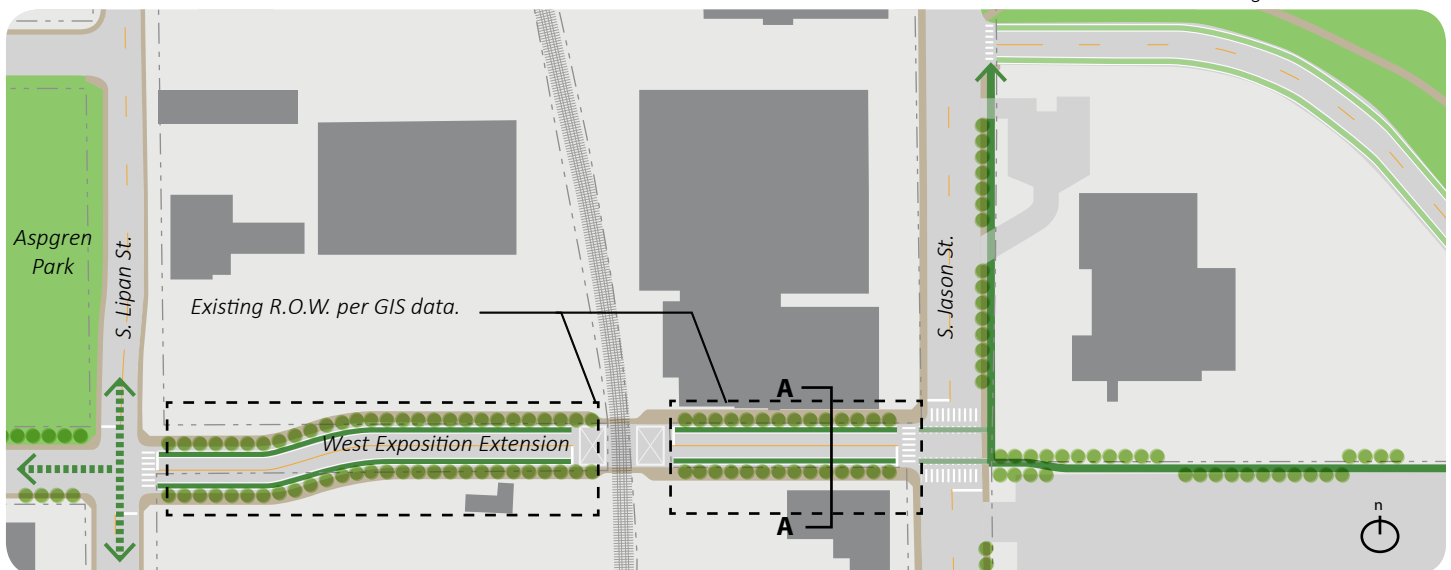 Aspgren
Park
S. Lipan St.
Existing R.O.W. per GIS data.
S. Jason St.
A
West Exposition Extension
A
n